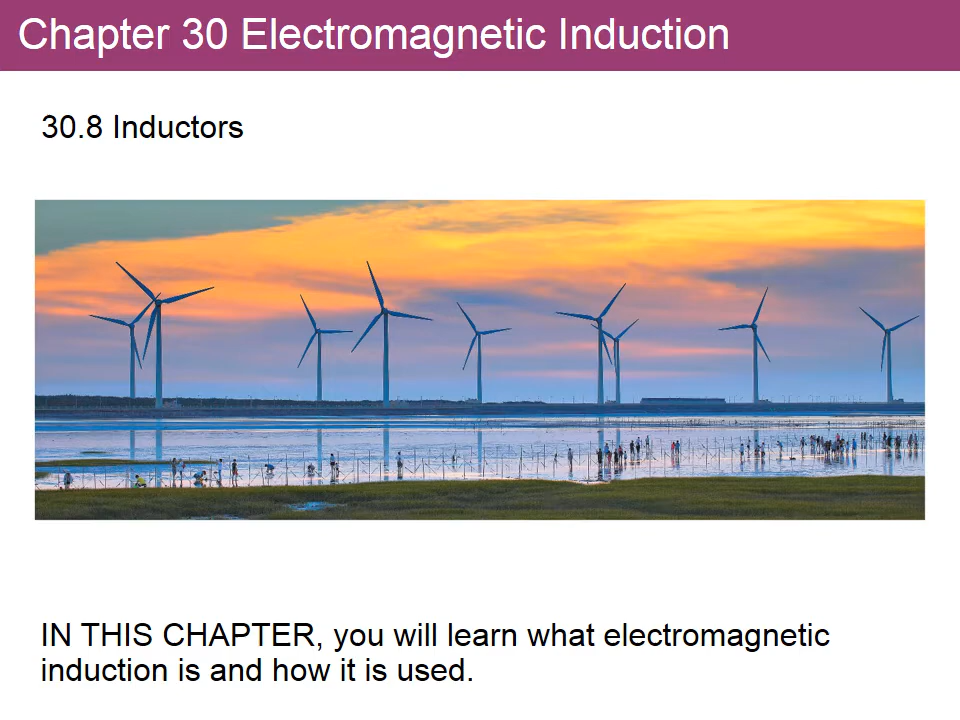 Chapter 30 Electromagnetic Induction
30.8 Inductors
IN THIS CHAPTER, you will learn what electromagnetic
induction is and how it is used.